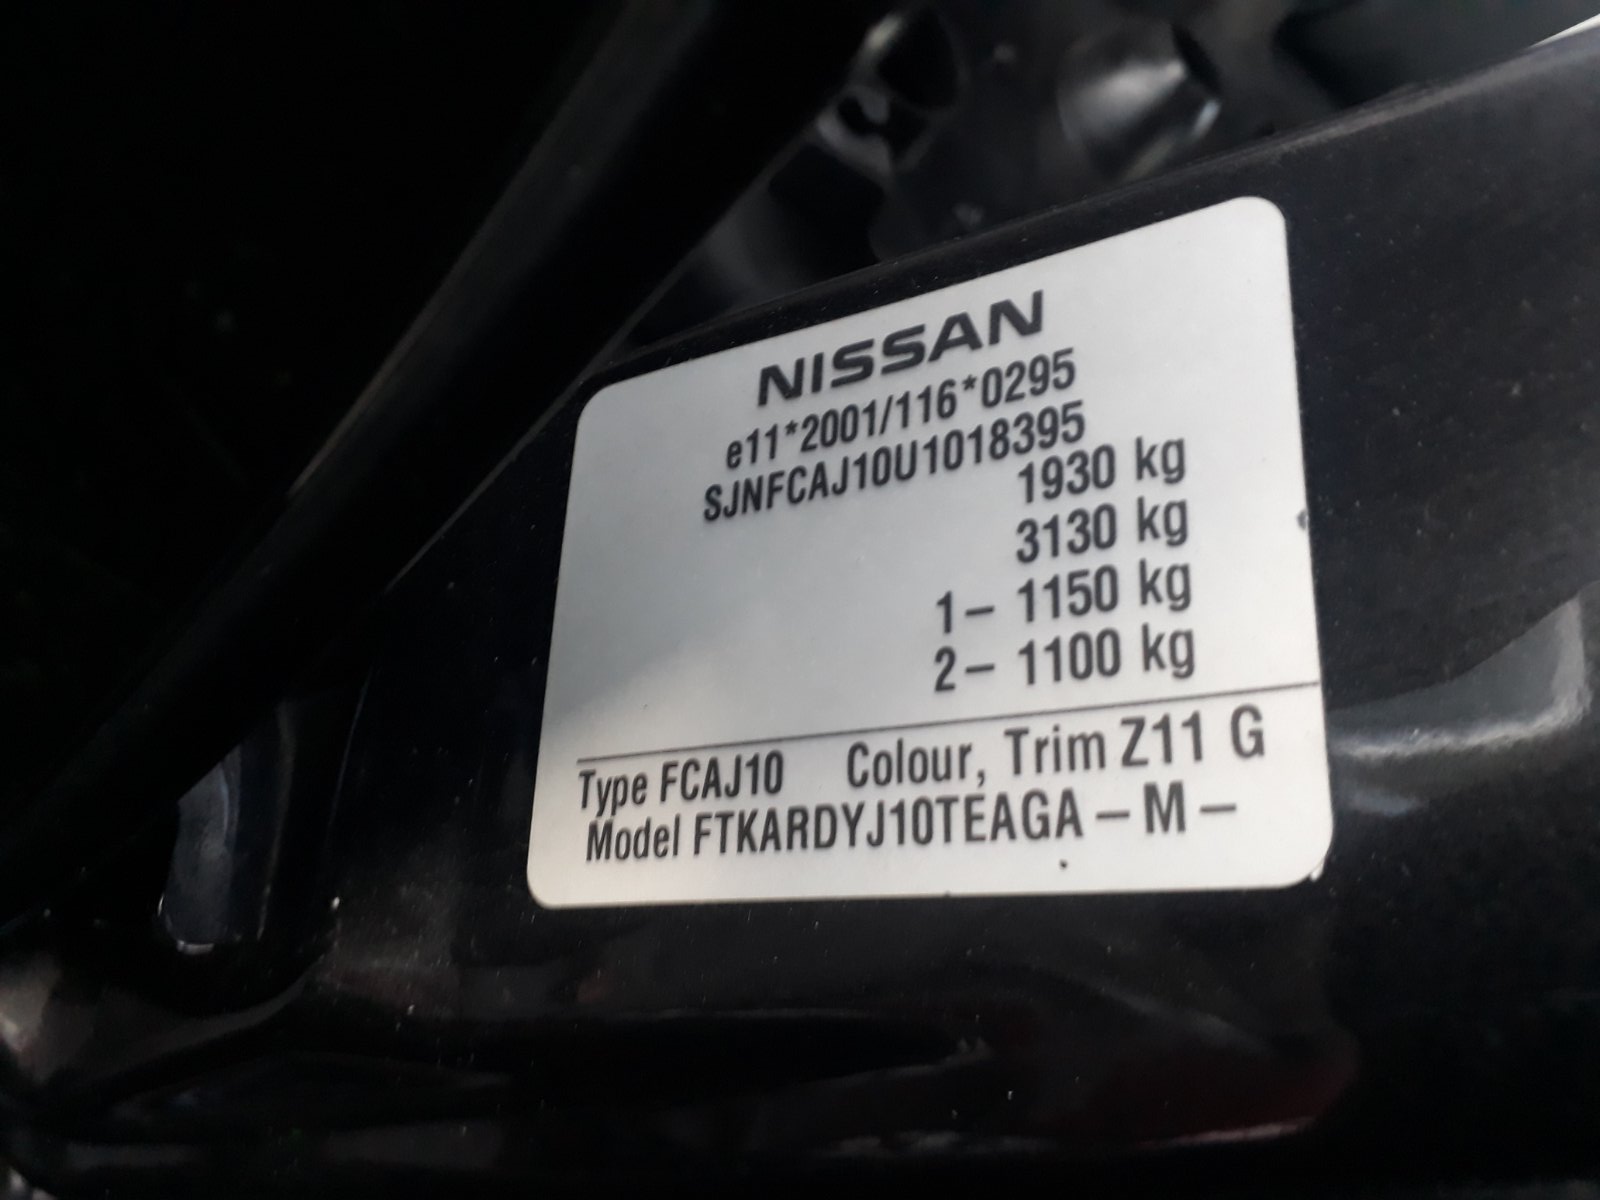 NISSAN
e11*2001/116*0295
SJNFCAJ10U1018395
1930 kg
3130 kg
1- 1150 kg
2- 1100 kg
Type FCAJ10 Colour, Trim Z11 G
Model FTKARDYJ10TEAGA - M -